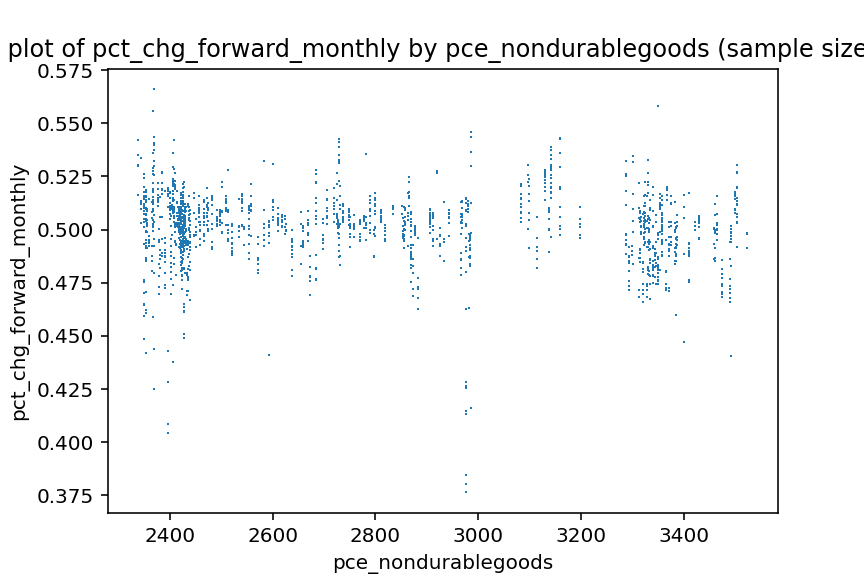 plot of pct_chg_forward_monthly by pce_nondurablegoods (sample size
0.575
0.550
0.525
0.500
0.475
0.450
0.425
0.400
0.375
pct_chg_forward_monthly
2400 2600 2800 3000 3200 3400
pce_nondurablegoods